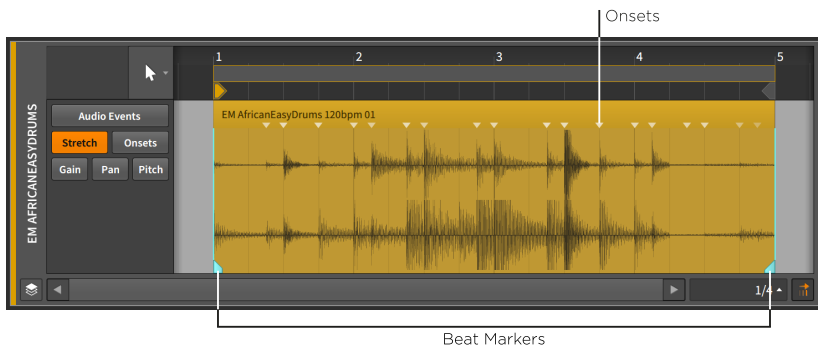 Onsets
1 2 3 4 5
EM AFRICANEASYDRUMS
Audio Events
EM AfricanEasyDrums 120bpm 01
Stretch Onsets
Gain Pan Pitch
1/4
Beat Markers